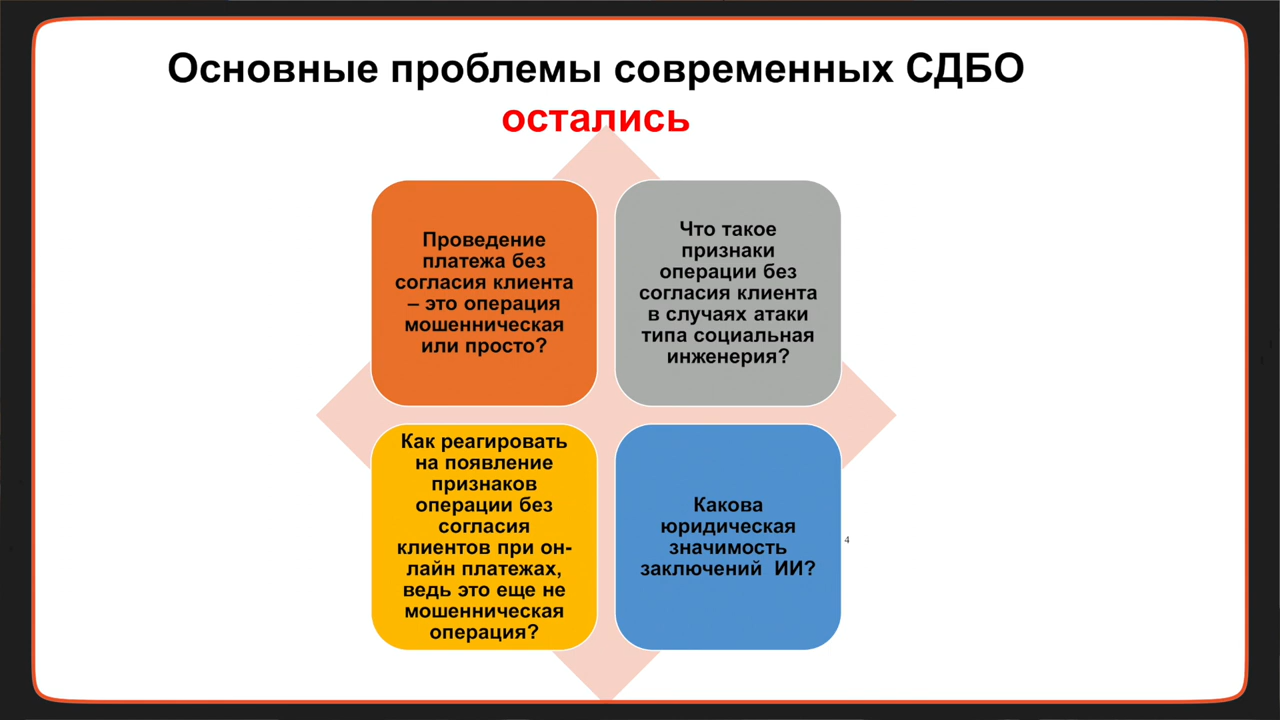 Основные проблемы современных СДБО
остались
Проведение
платежа без
согласия клиента
– это операция
мошенническая
или просто?
Что такое
признаки
операции без
согласия клиента
в случаях атаки
типа социальная
инженерия?
Как реагировать
на появление
признаков
операции без
согласия
клиентов при он-
лайн платежах,
ведь это еще не
мошенническая
операция?
Какова
юридическая
значимость
заключений ИИ?
4